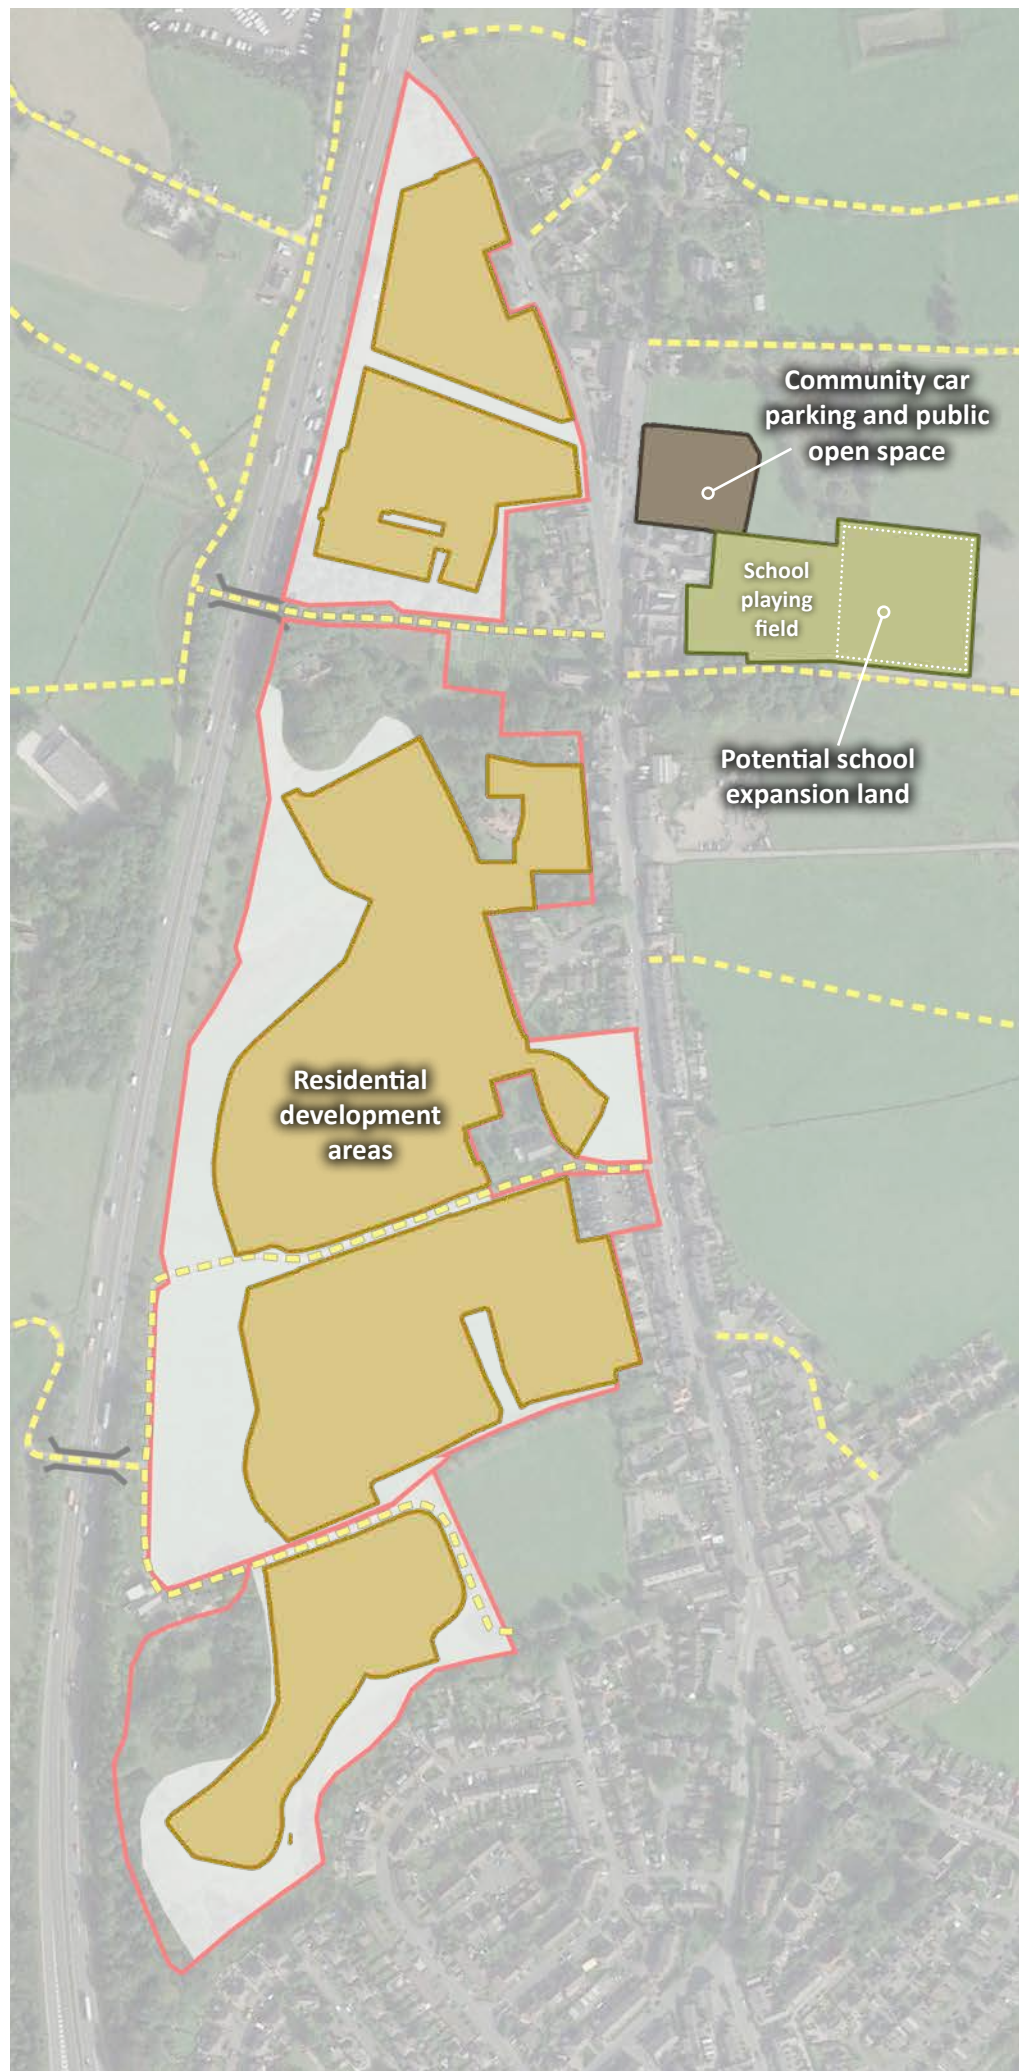 Community car
parking and public
open space
School
playing
field
Potential school
expansion land
Residential
development
areas